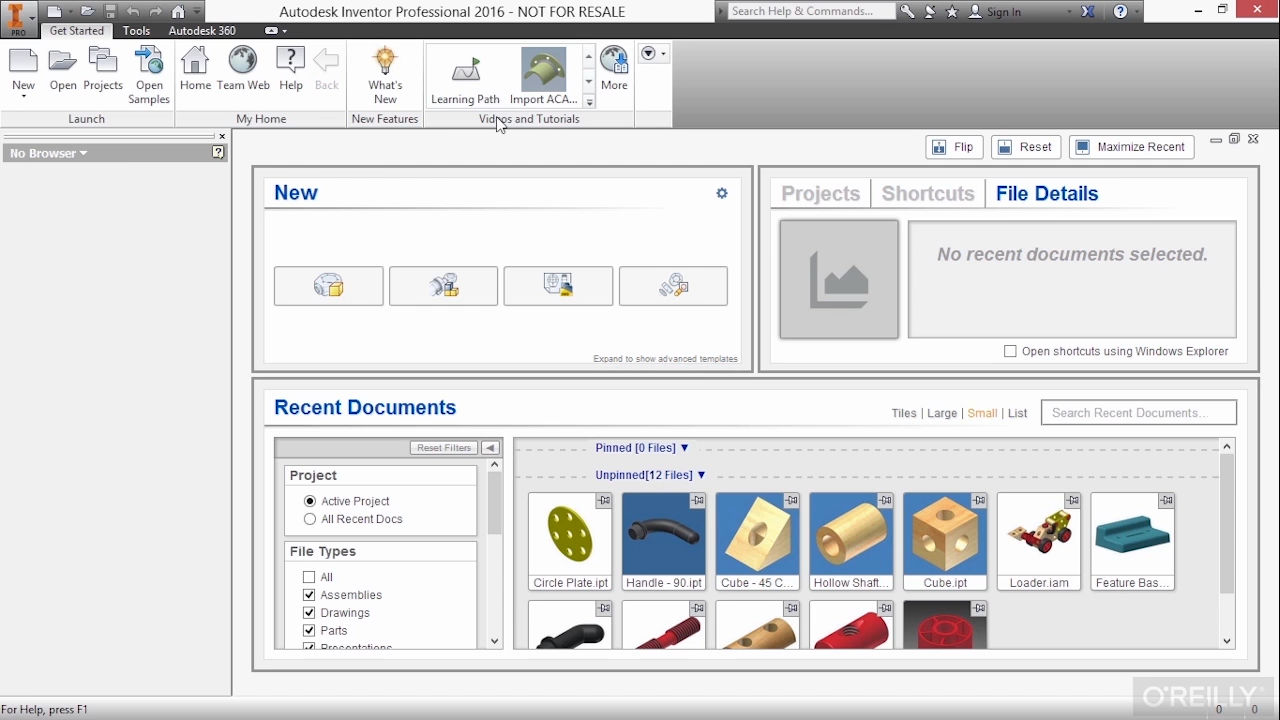 Autodesk Inventor Professional 2016 - NOT FOR RESALE
Search Help & Commands...
Sign In
PRO
Get Started
Tools
Autodesk 360
New
Open
Projects
Open Samples
Home
Team Web
Help
Back
What's New
Learning Path
Import ACA...
More
Launch
My Home
New Features
Videos and Tutorials
No Browser
Flip
Reset
Maximize Recent
New
Expand to show advanced templates
Projects
Shortcuts
File Details
No recent documents selected.
Open shortcuts using Windows Explorer
Recent Documents
Tiles | Large | Small | List
Search Recent Documents...
Reset Filters
Project
Active Project
All Recent Docs
File Types
All
Assemblies
Drawings
Parts
Presentations
Pinned [0 Files]
Unpinned[12 Files]
Circle Plate.ipt
Handle - 90.ipt
Cube - 45 C...
Hollow Shaft...
Cube.ipt
Loader.iam
Feature Bas...
O'REILLY
For Help, press F1
0
0